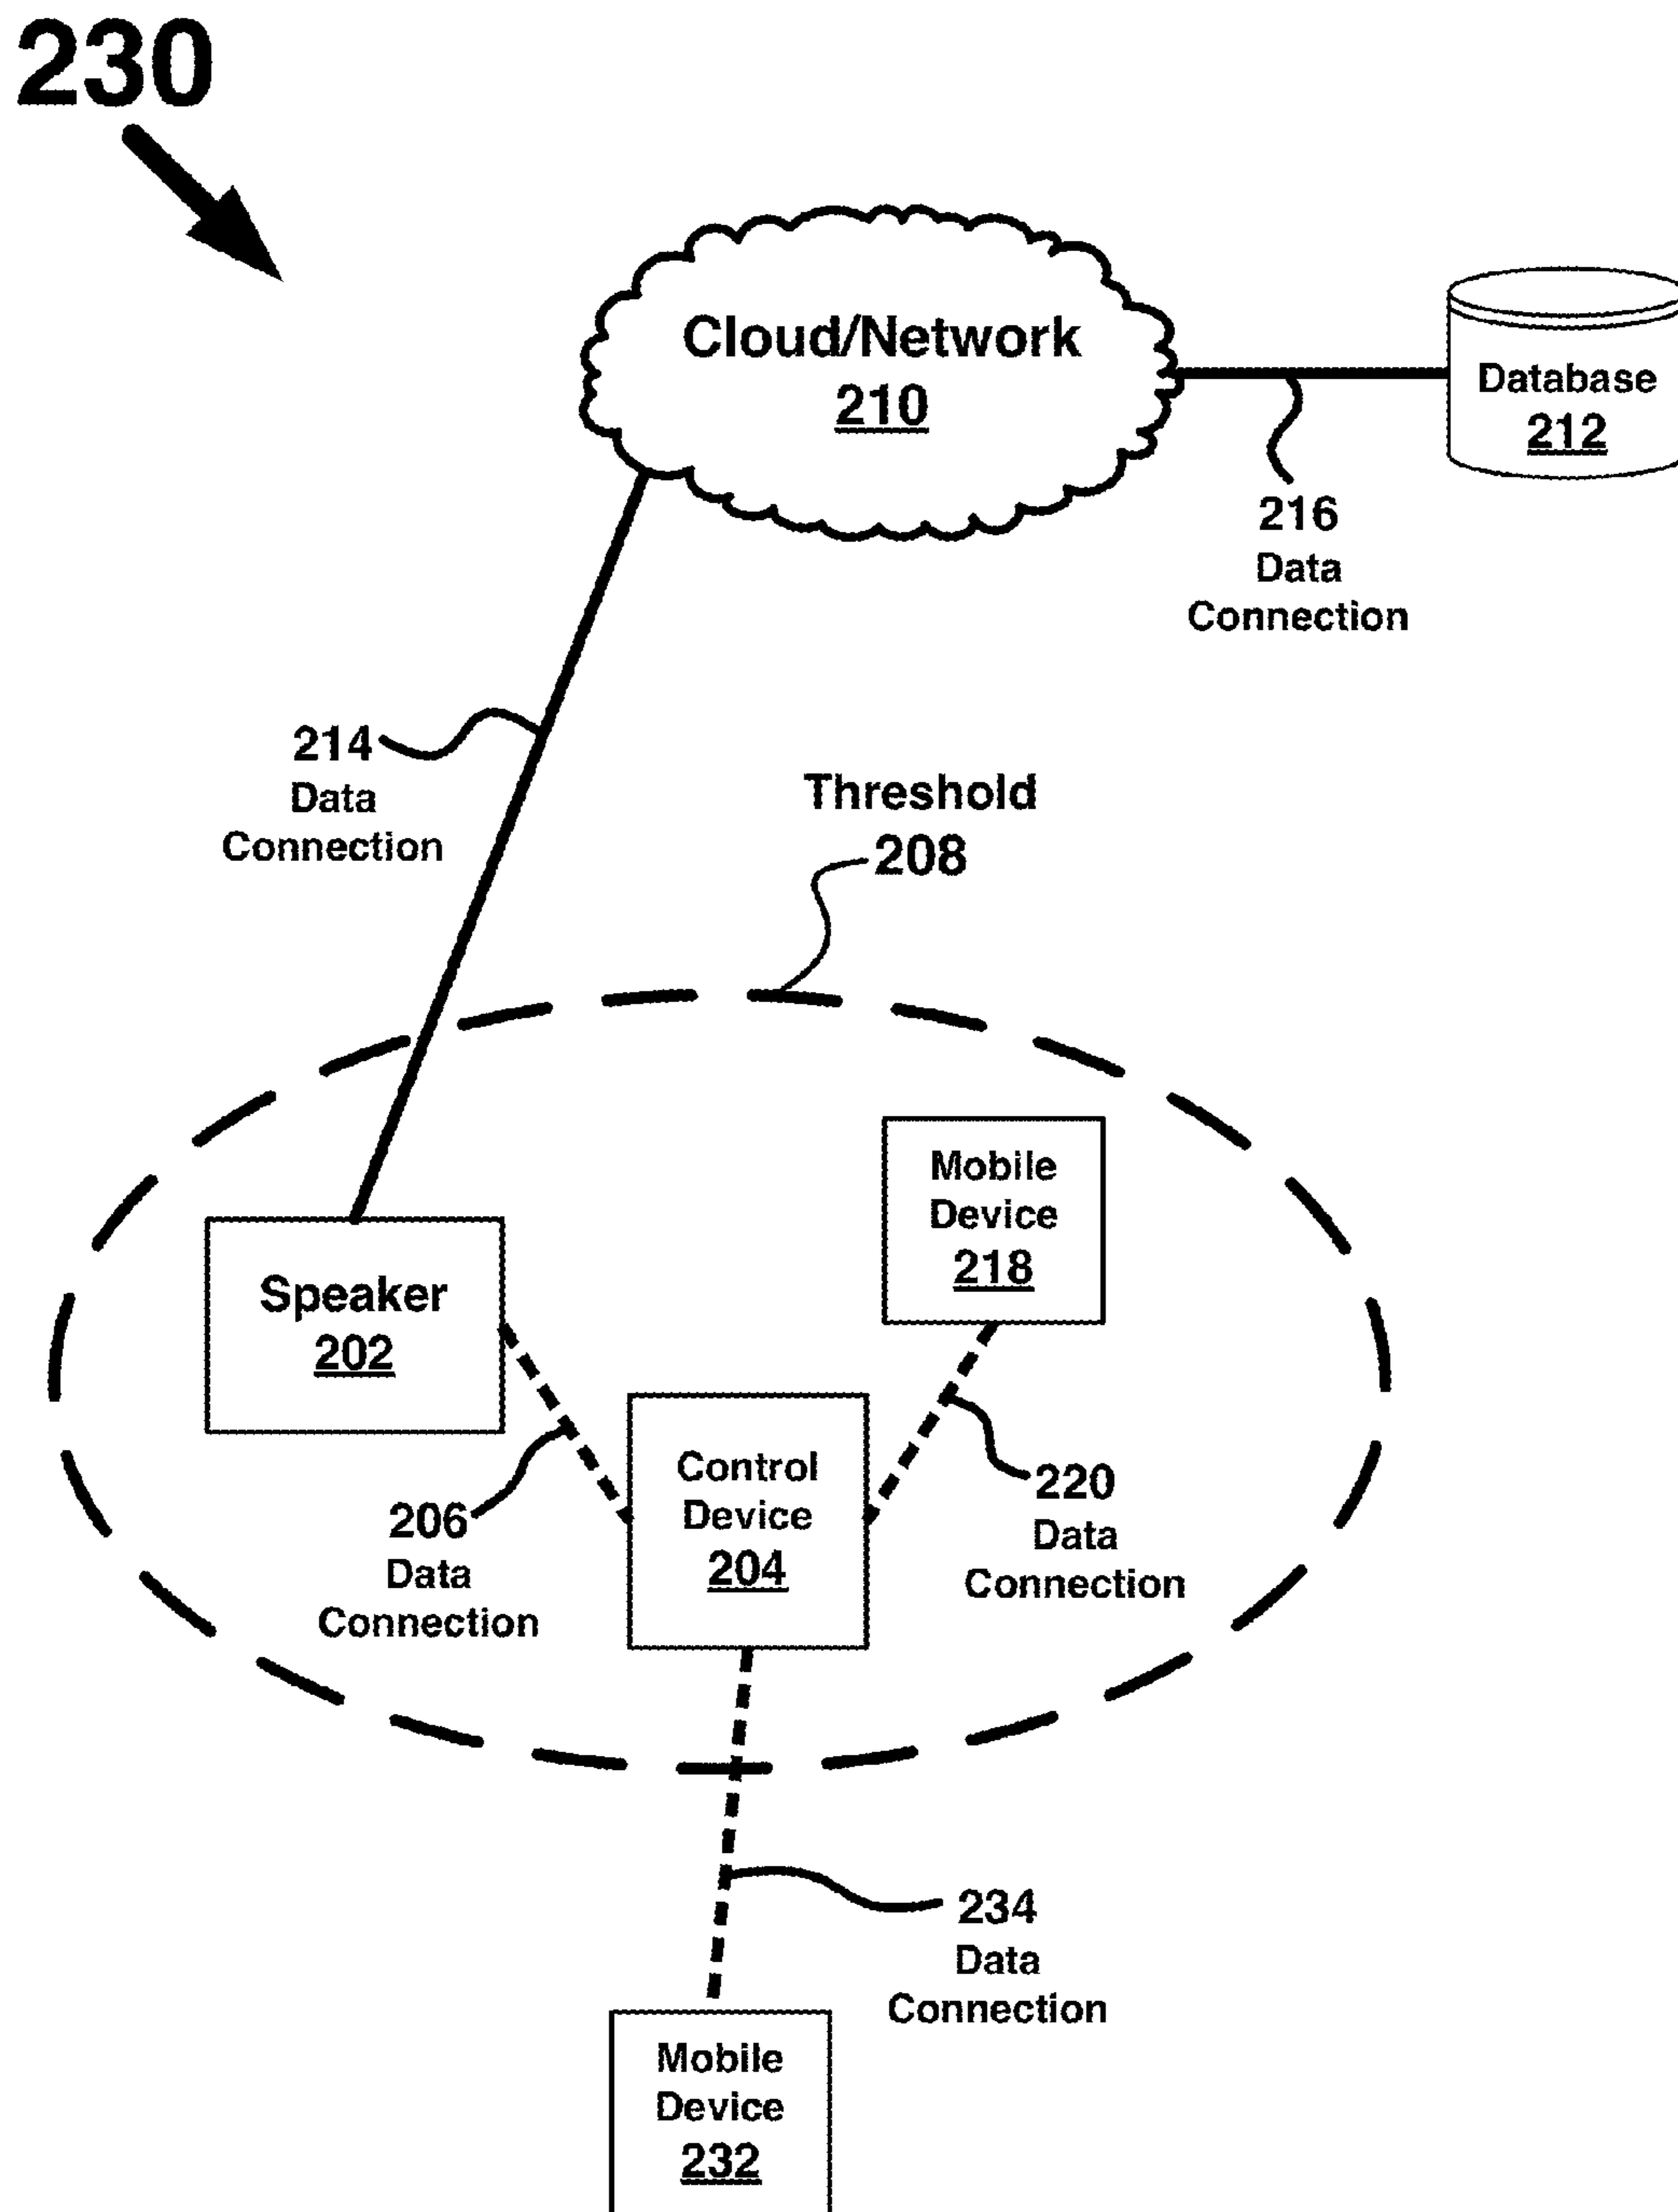 230
Cloud/Network
210
Database
212
216
Data
Connection
214
Data
Connection
Threshold
208
Mobile
Device
218
Speaker
202
Control
Device
204
206
Data
Connection
220
Data
Connection
234
Data
Connection
Mobile
Device
232